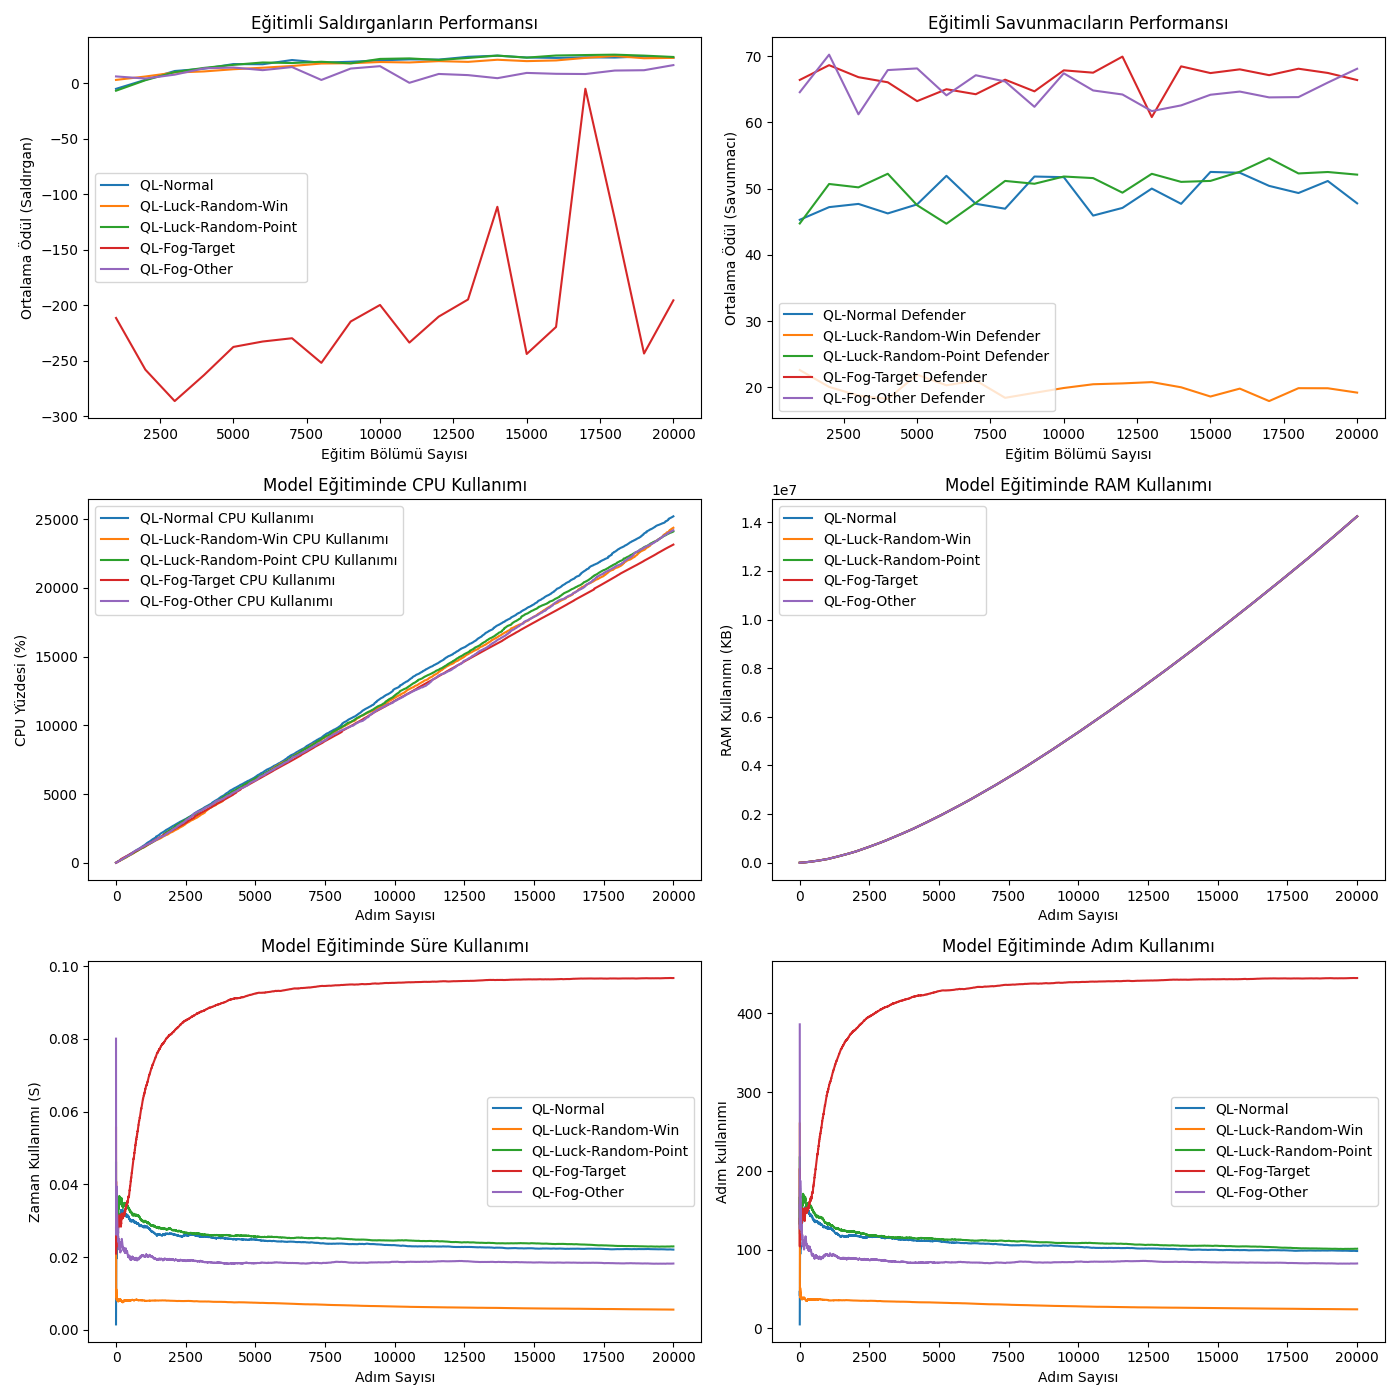 Eğitimli Saldırganların Performansı
Ortalama Ödül (Saldırgan)
0
−50
−100
−150
−200
−250
−300
QL-Normal
QL-Luck-Random-Win
QL-Luck-Random-Point
QL-Fog-Target
QL-Fog-Other
2500 5000 7500 10000 12500 15000 17500 20000
Eğitim Bölümü Sayısı
Eğitimli Savunmacıların Performansı
Ortalama Ödül (Savunmacı)
70
60
50
40
30
20
QL-Normal Defender
QL-Luck-Random-Win Defender
QL-Luck-Random-Point Defender
QL-Fog-Target Defender
QL-Fog-Other Defender
2500 5000 7500 10000 12500 15000 17500 20000
Eğitim Bölümü Sayısı
Model Eğitiminde CPU Kullanımı
CPU Yüzdesi (%)
25000
20000
15000
10000
5000
0
QL-Normal CPU Kullanımı
QL-Luck-Random-Win CPU Kullanımı
QL-Luck-Random-Point CPU Kullanımı
QL-Fog-Target CPU Kullanımı
QL-Fog-Other CPU Kullanımı
0 2500 5000 7500 10000 12500 15000 17500 20000
Adım Sayısı
Model Eğitiminde RAM Kullanımı
1e7
RAM Kullanımı (KB)
1.4
1.2
1.0
0.8
0.6
0.4
0.2
0.0
QL-Normal
QL-Luck-Random-Win
QL-Luck-Random-Point
QL-Fog-Target
QL-Fog-Other
0 2500 5000 7500 10000 12500 15000 17500 20000
Adım Sayısı
Model Eğitiminde Süre Kullanımı
Zaman Kullanımı (S)
0.10
0.08
0.06
0.04
0.02
0.00
QL-Normal
QL-Luck-Random-Win
QL-Luck-Random-Point
QL-Fog-Target
QL-Fog-Other
0 2500 5000 7500 10000 12500 15000 17500 20000
Adım Sayısı
Model Eğitiminde Adım Kullanımı
Adım kullanımı
400
300
200
100
0
QL-Normal
QL-Luck-Random-Win
QL-Luck-Random-Point
QL-Fog-Target
QL-Fog-Other
0 2500 5000 7500 10000 12500 15000 17500 20000
Adım Sayısı